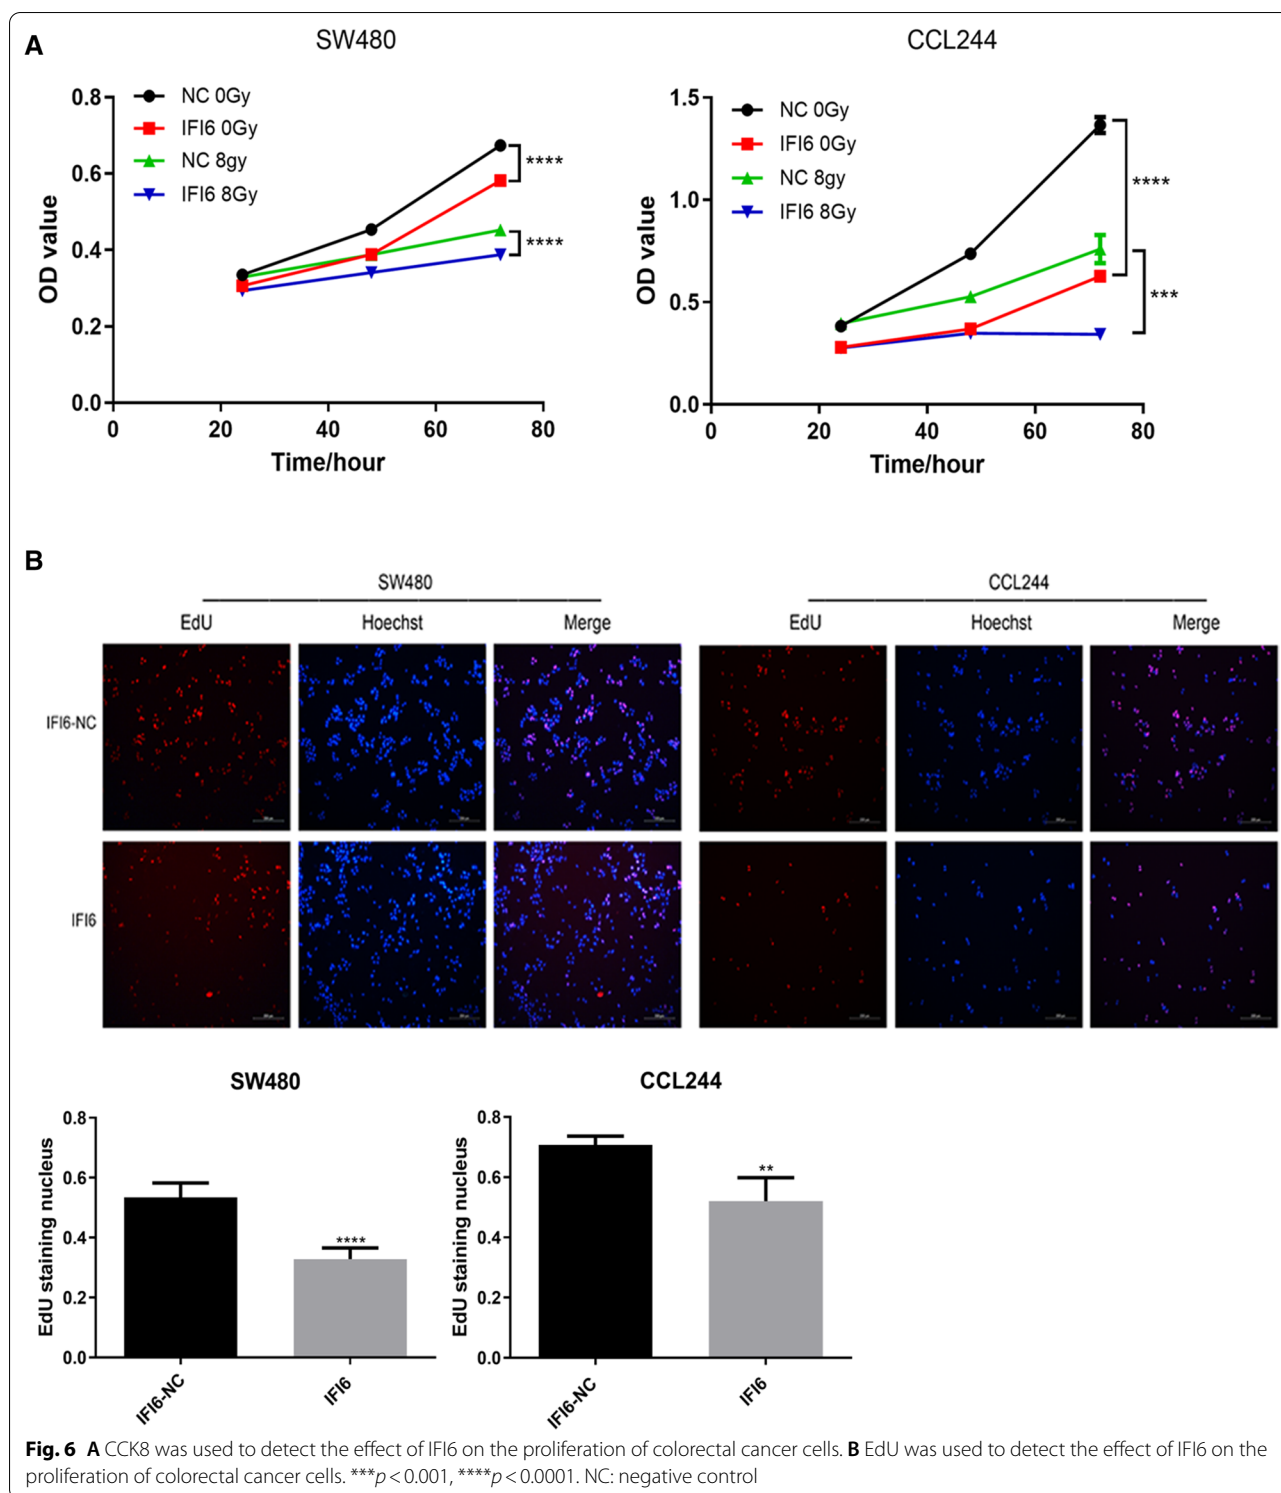 A
SW480
CCL244
NC 0Gy
IFI6 0Gy
NC 8gy
IFI6 8Gy
OD value
0.8
0.6
0.4
0.2
0.0
0 20 40 60 80
Time/hour
****
****
NC 0Gy
IFI6 0Gy
NC 8gy
IFI6 8Gy
OD value
1.5
1.0
0.5
0.0
0 20 40 60 80
Time/hour
****
***
B
SW480
CCL244
EdU Hoechst Merge EdU Hoechst Merge
IFI6-NC
IFI6
SW480
EdU staining nucleus
0.8
0.6
0.4
0.2
0.0
****
IFI6-NC IFI6
CCL244
EdU staining nucleus
0.8
0.6
0.4
0.2
0.0
**
IFI6-NC IFI6
Fig. 6 A CCK8 was used to detect the effect of IFI6 on the proliferation of colorectal cancer cells. B EdU was used to detect the effect of IFI6 on the
proliferation of colorectal cancer cells. ***p < 0.001, ****p < 0.0001. NC: negative control